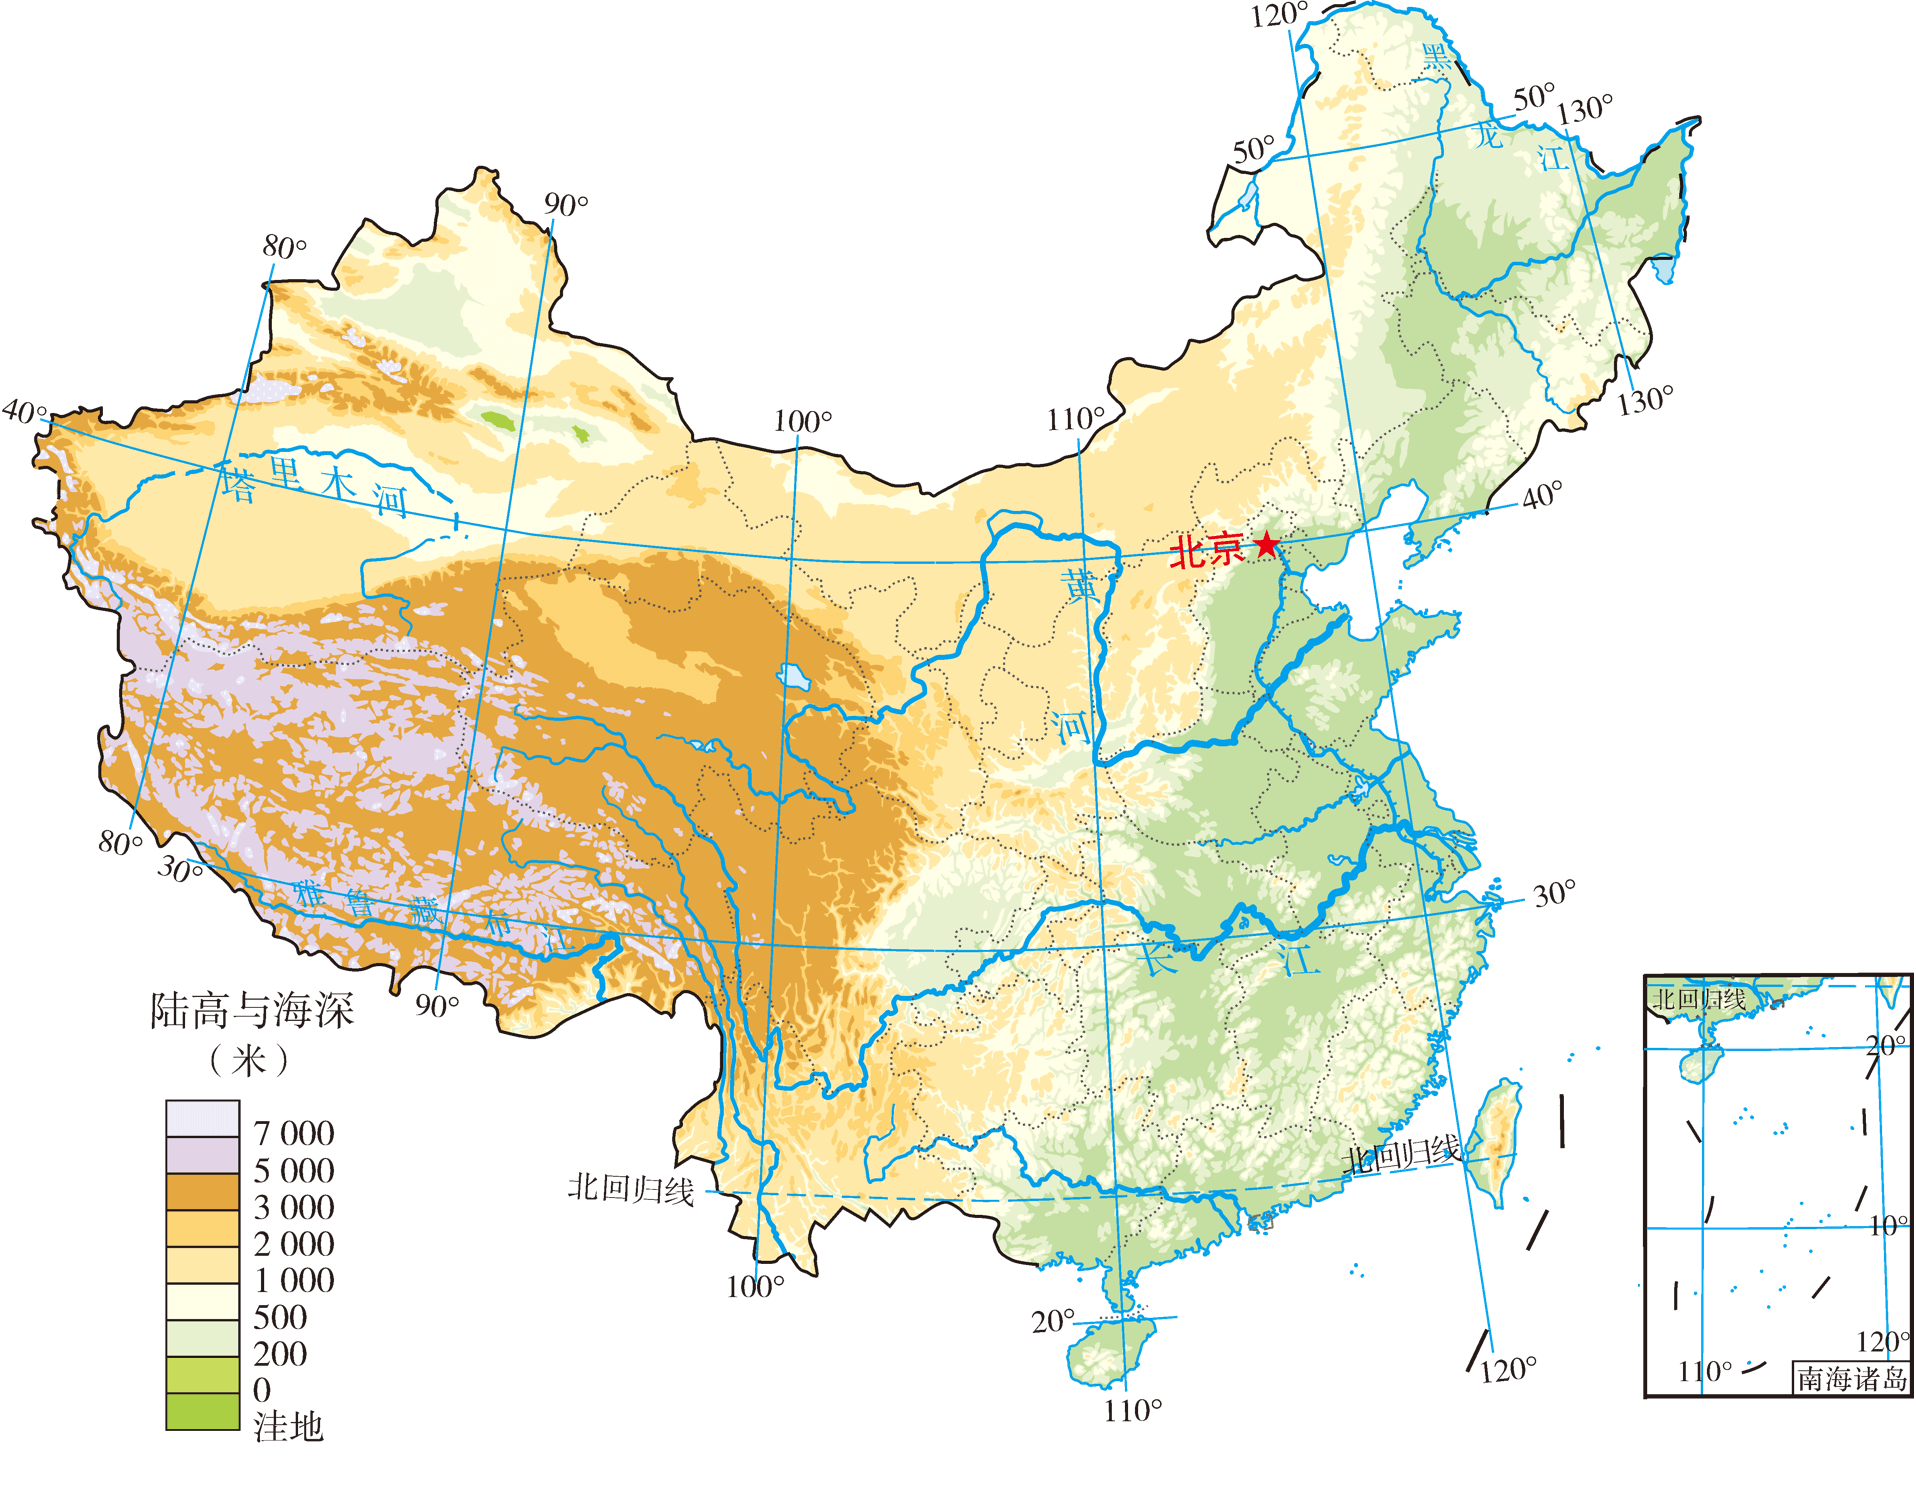 120°
50°
130°
50°
黑
龙
江
90°
80°
40°
100°
110°
130°
40°
塔
里
木
河
北京
黄
河
80°
30°
雅
鲁
藏
布
江
90°
30°
长
江
陆高与海深
（米）
7 000
5 000
3 000
2 000
1 000
500
200
0
洼地
北回归线
北回归线
100°
20°
110°
120°
北回归线
20°
10°
120°
110°
南海诸岛